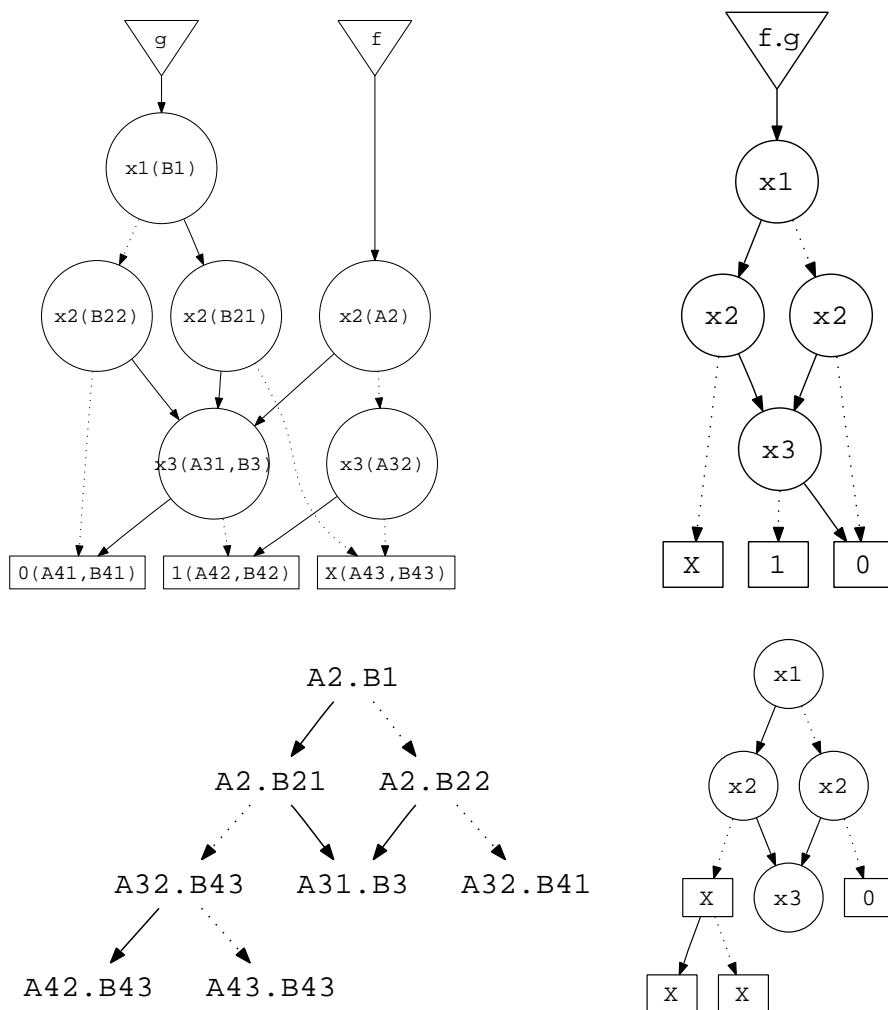 g
f
f.g
x1(B1)
x1
x2(B22)
x2(B21)
x2(A2)
x2
x2
x3(A31,B3)
x3(A32)
x3
0(A41,B41)
1(A42,B42)
X(A43,B43)
X
1
0
A2.B1
x1
A2.B21
A2.B22
x2
x2
A32.B43
A31.B3
A32.B41
X
x3
0
A42.B43
A43.B43
X
X